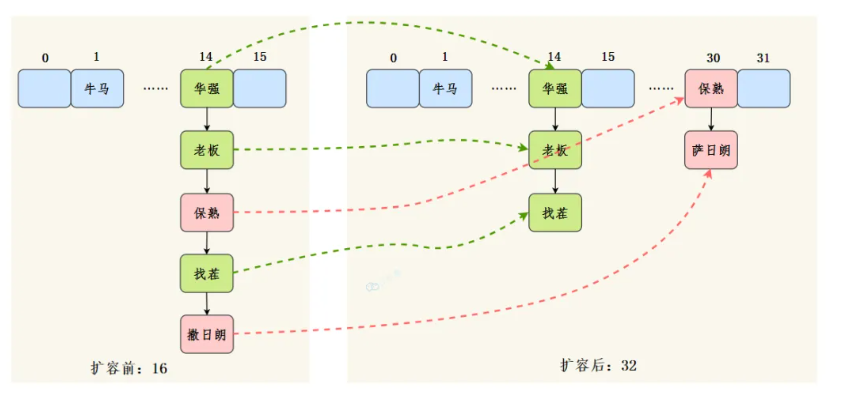 0 1 14 15
牛马 …… 华强
老板
保熟
找茬
撒日朗
扩容前：16
0 1 14 15 30 31
牛马 …… 华强 …… 保熟
老板 萨日朗
找茬
扩容后：32